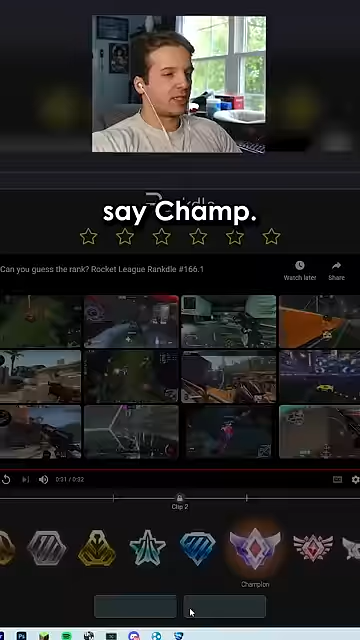 Rankdle
say Champ.
Can you guess the rank? Rocket League Rankdle #166.1
Watch later
Share
0:31 / 0:32
Clip 2
Champion